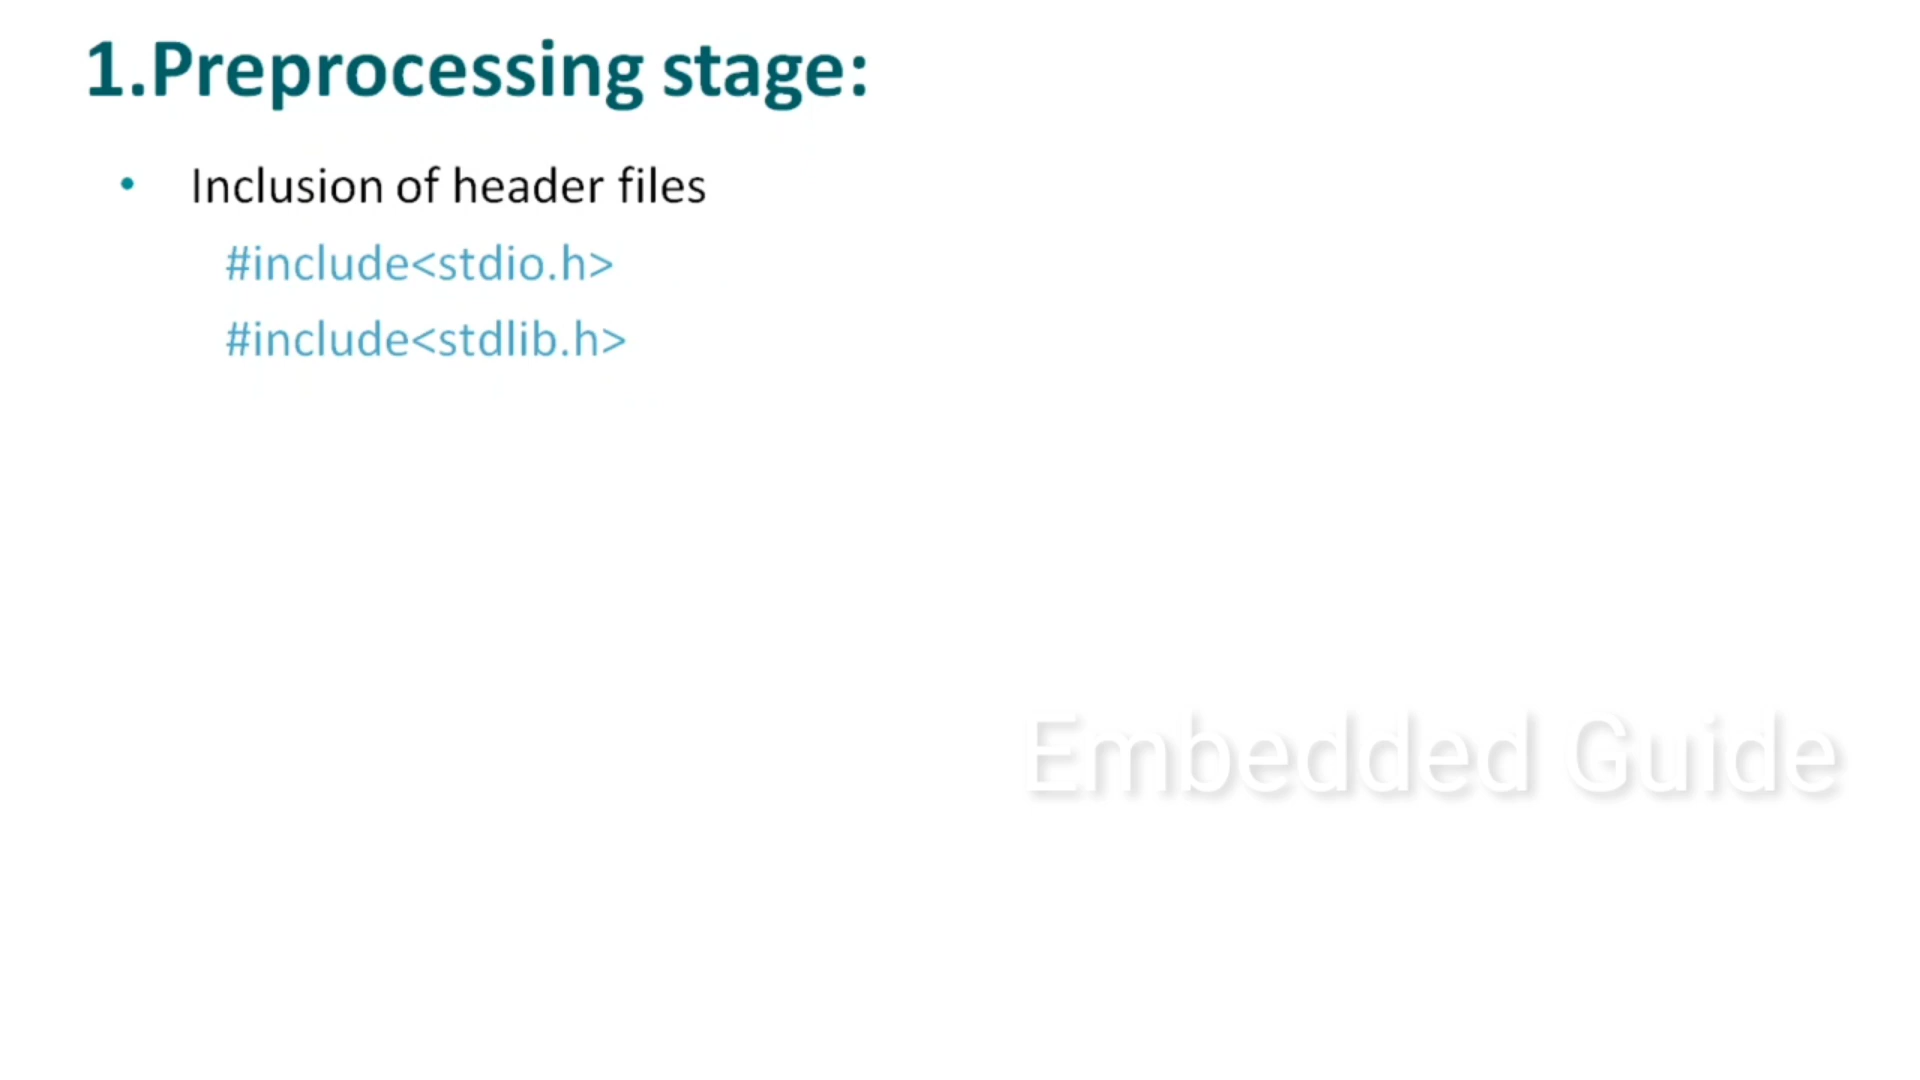 1.Preprocessing stage:
• Inclusion of header files
#include<stdio.h>
#include<stdlib.h>
Embedded Guide